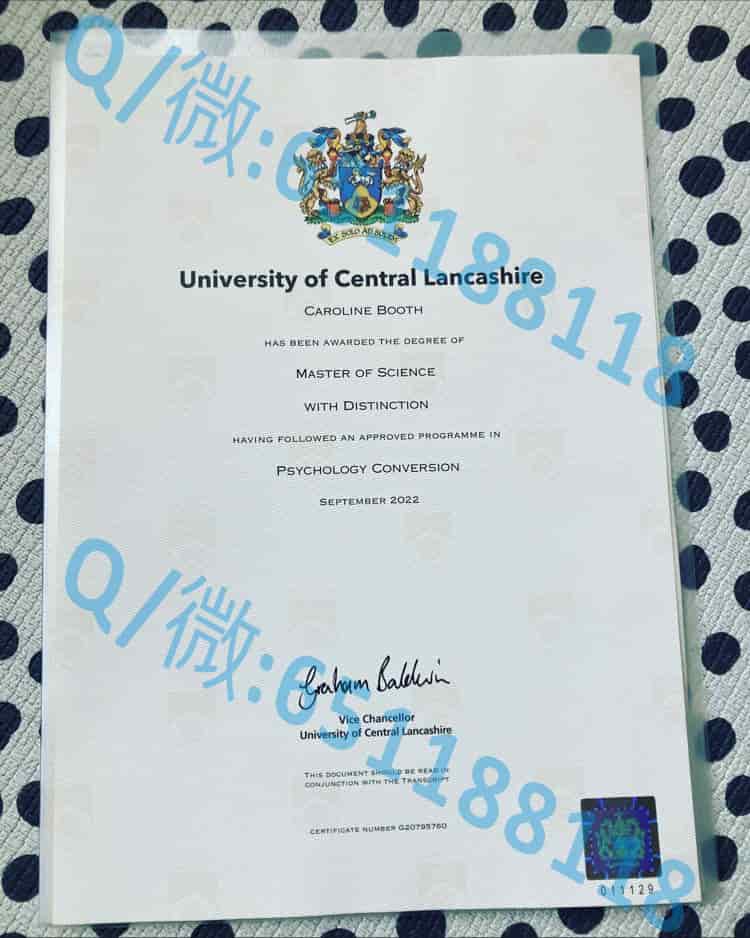 Q/微:651188118
EX SOLO AD SOLEM
University of Central Lancashire
CAROLINE BOOTH
HAS BEEN AWARDED THE DEGREE OF
MASTER OF SCIENCE
WITH DISTINCTION
HAVING FOLLOWED AN APPROVED PROGRAMME IN
PSYCHOLOGY CONVERSION
SEPTEMBER 2022
Q/微:651188118
Graham Baldwin
Vice Chancellor
University of Central Lancashire
THIS DOCUMENT SHOULD BE READ IN
CONJUNCTION WITH THE TRANSCRIPT
CERTIFICATE NUMBER G20795760
011129